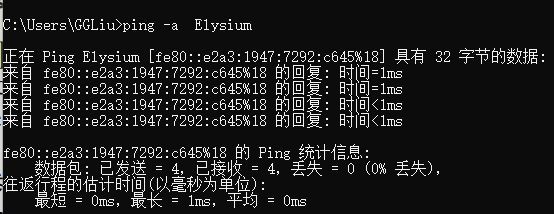 C:\Users\GGLiu>ping -a  Elysium
正在 Ping Elysium [fe80::e2a3:1947:7292:c645%18] 具有 32 字节的数据:
来自 fe80::e2a3:1947:7292:c645%18 的回复: 时间=1ms
来自 fe80::e2a3:1947:7292:c645%18 的回复: 时间=1ms
来自 fe80::e2a3:1947:7292:c645%18 的回复: 时间<1ms
来自 fe80::e2a3:1947:7292:c645%18 的回复: 时间<1ms
fe80::e2a3:1947:7292:c645%18 的 Ping 统计信息:
数据包: 已发送 = 4，已接收 = 4，丢失 = 0 (0% 丢失)，
往返行程的估计时间(以毫秒为单位):
最短 = 0ms，最长 = 1ms，平均 = 0ms